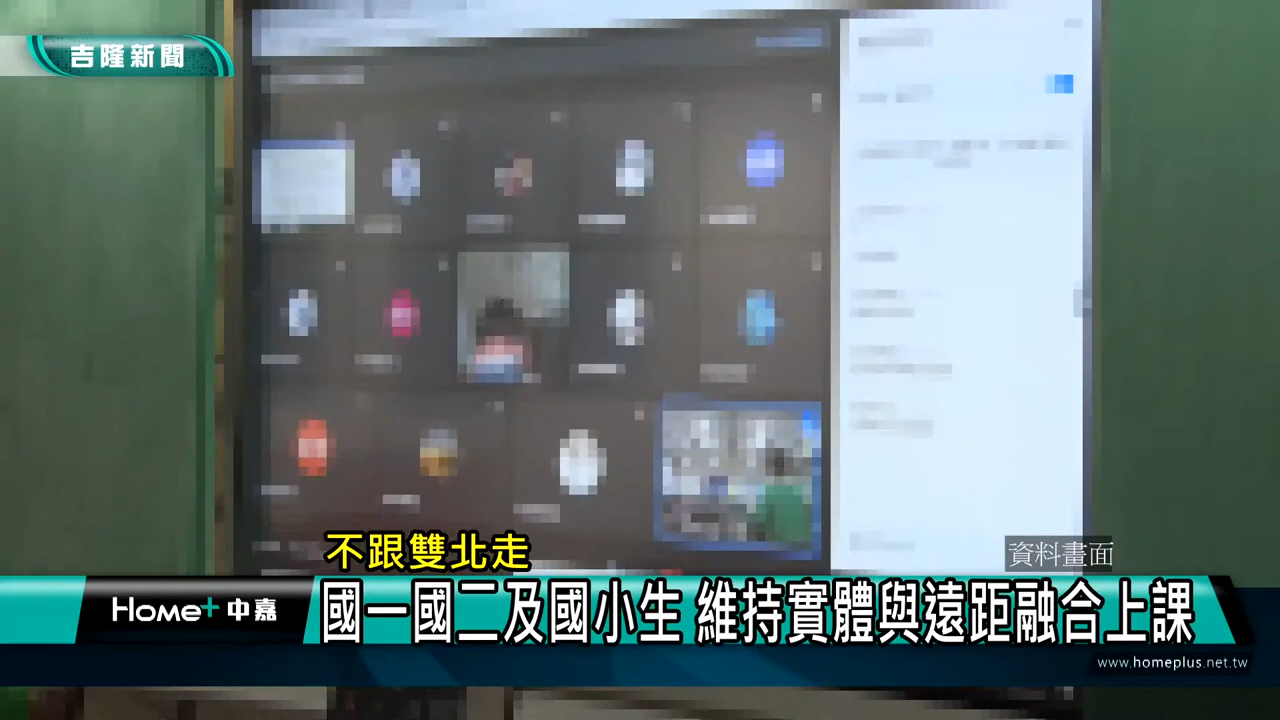 吉隆新聞
不跟雙北走
資料畫面
Home+中嘉
國一國二及國小生 維持實體與遠距融合上課
www.homeplus.net.tw